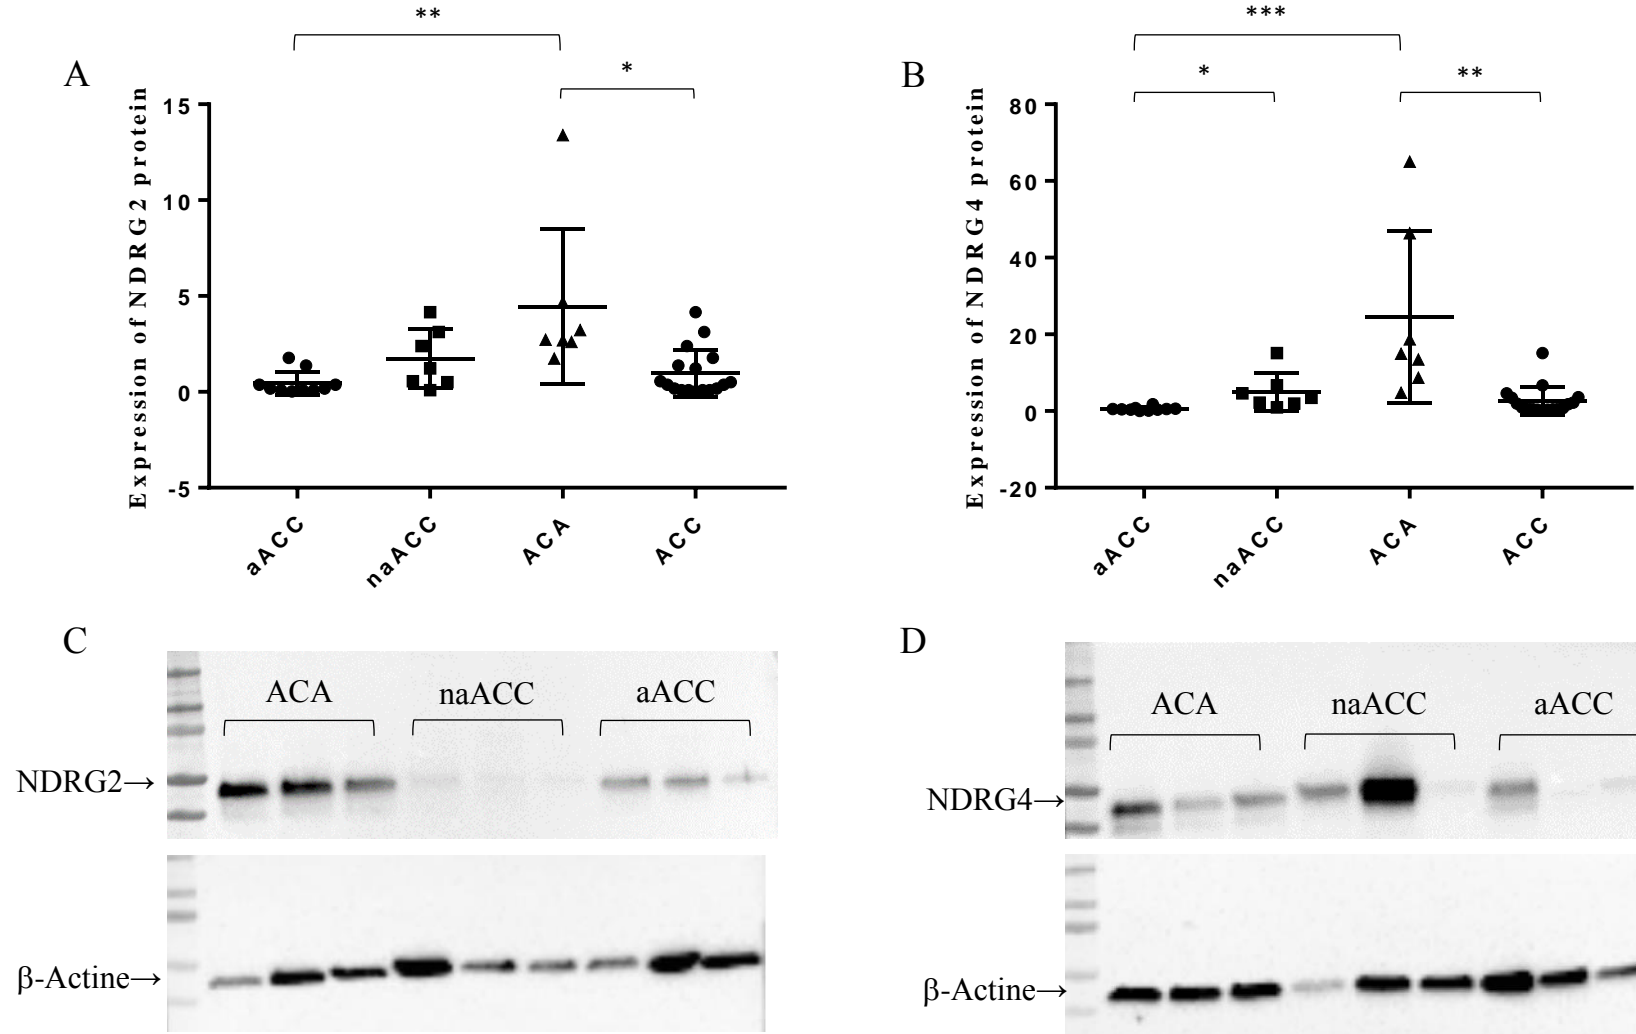 **
***
A
*
B
*
**
Expression of NDRG2 protein
15
10
5
0
-5
aACC
naACC
ACA
ACC
Expression of NDRG4 protein
80
60
40
20
0
-20
aACC
naACC
ACA
ACC
C
ACA
naACC
aACC
NDRG2→
β-Actine→
D
ACA
naACC
aACC
NDRG4→
β-Actine→